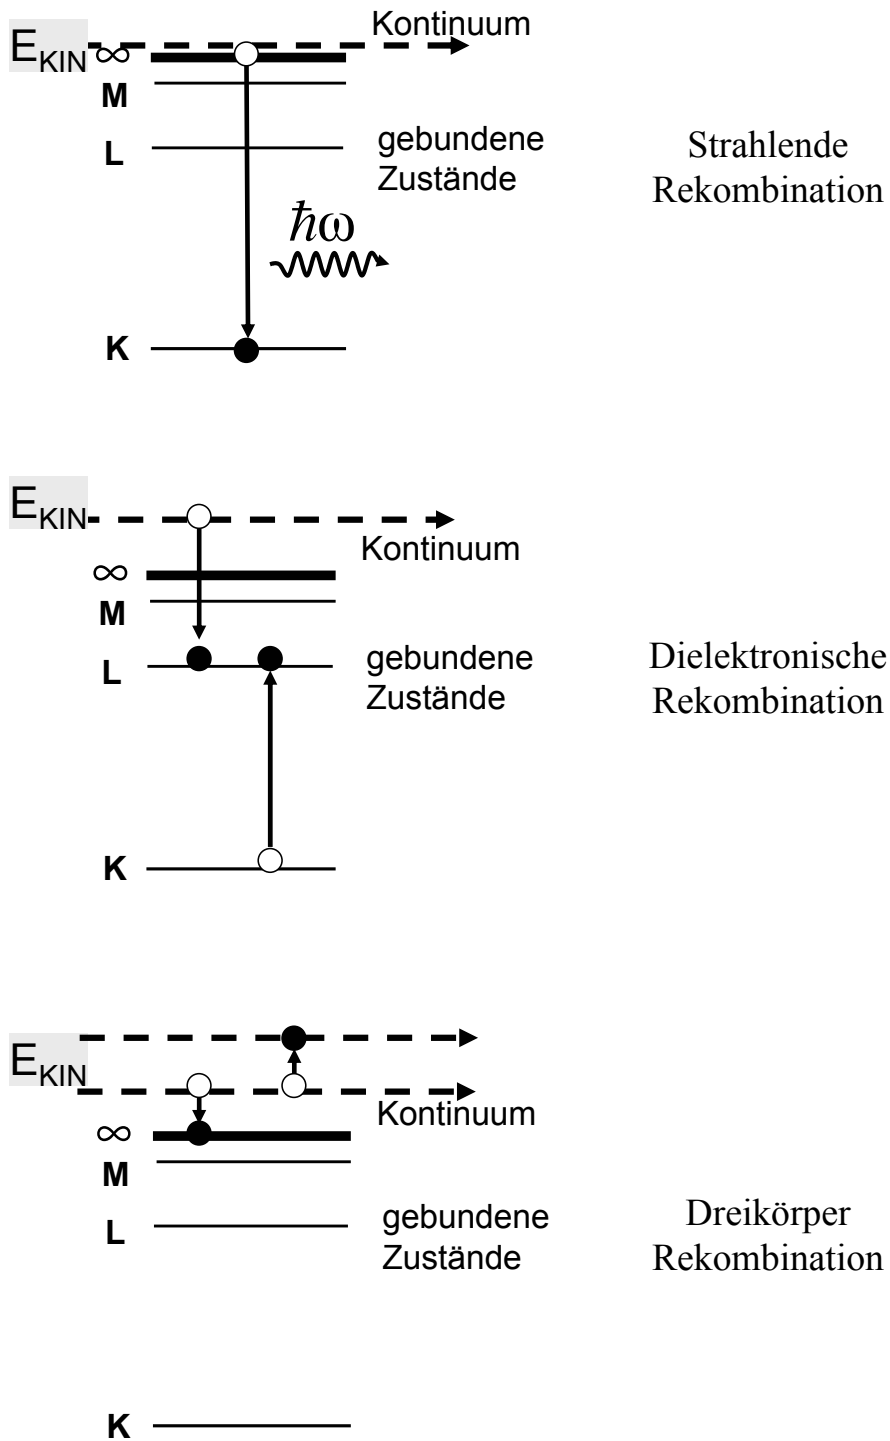 Kontinuum
E_KIN
∞
M
L
gebundene
Zustände
Strahlende
Rekombination
ħω
K
E_KIN
Kontinuum
∞
M
L
gebundene
Zustände
Dielektronische
Rekombination
K
E_KIN
Kontinuum
∞
M
L
gebundene
Zustände
Dreikörper
Rekombination
K